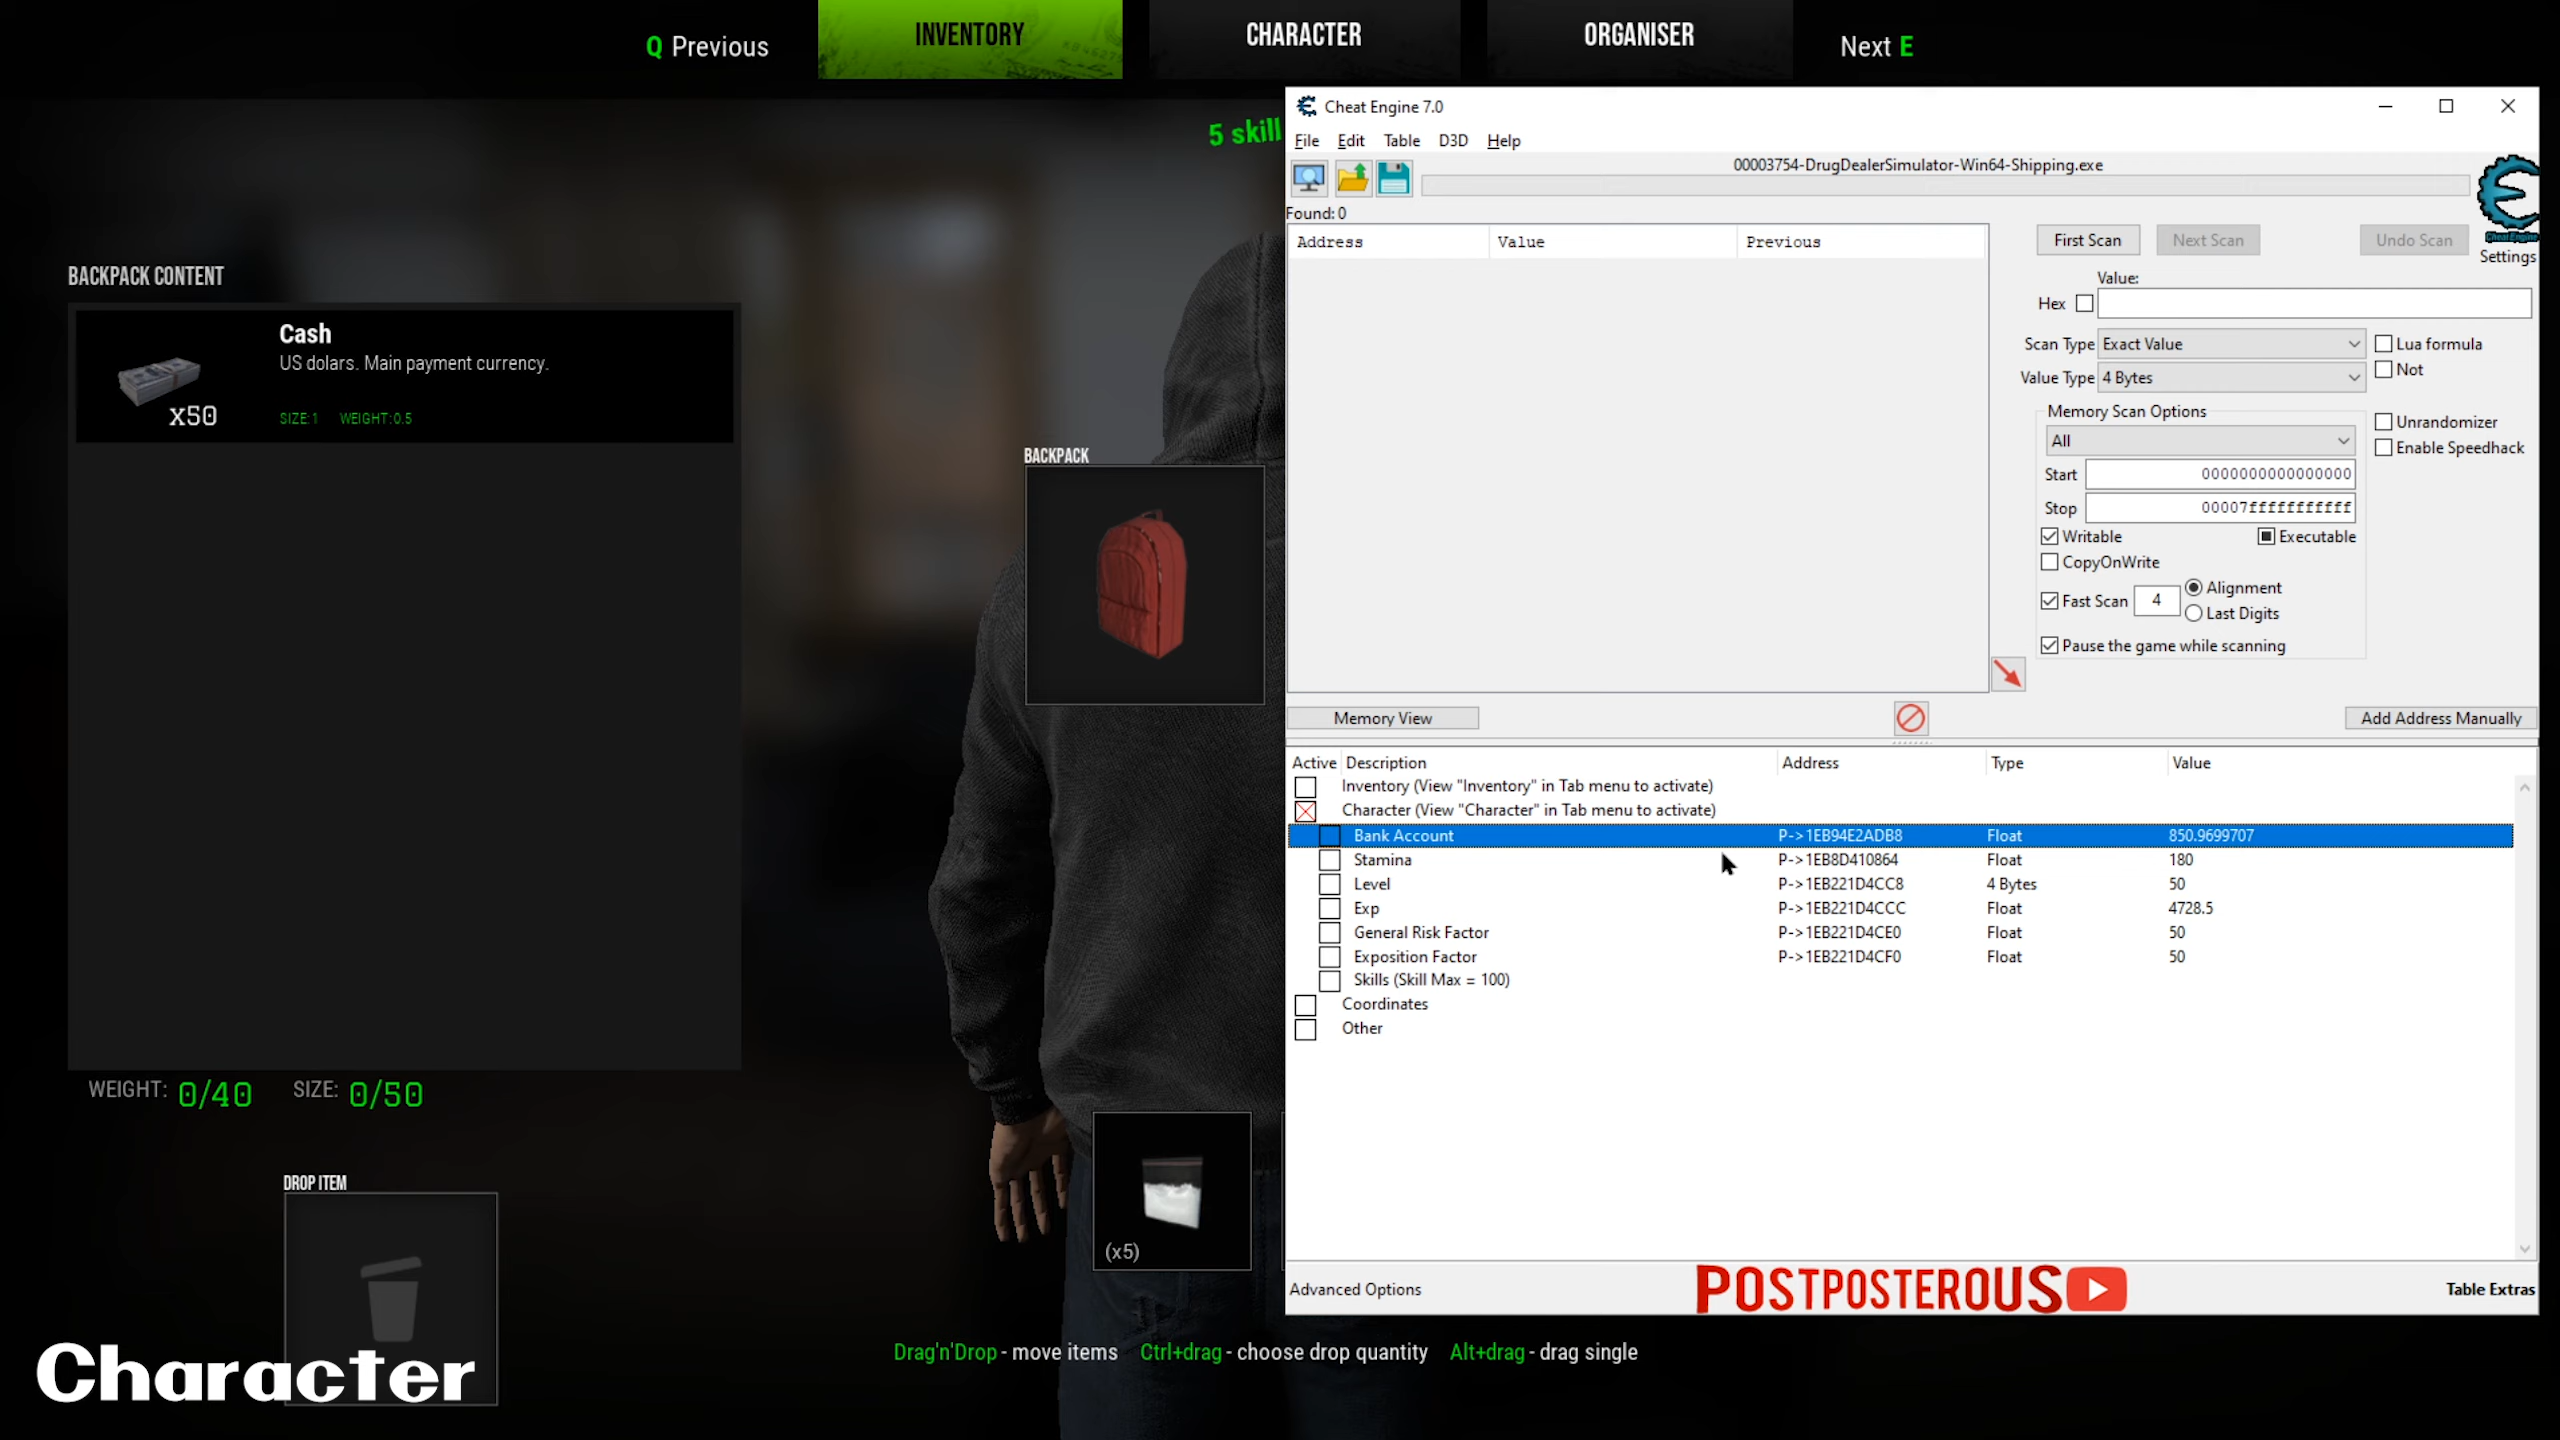 Q Previous
INVENTORY
CHARACTER
ORGANISER
Next E
5 skill
BACKPACK CONTENT
Cash
US dolars. Main payment currency.
x50
SIZE:1 WEIGHT:0.5
BACKPACK
WEIGHT: 0/40 SIZE: 0/50
DROP ITEM
(x5)
Drag'n'Drop - move items Ctrl+drag - choose drop quantity Alt+drag - drag single
Character
Cheat Engine 7.0
File Edit Table D3D Help
00003754-DrugDealerSimulator-Win64-Shipping.exe
Found: 0
Address Value Previous
First Scan Next Scan Undo Scan
Cheat Engine
Settings
Value:
Hex
Scan Type Exact Value
Lua formula
Value Type 4 Bytes
Not
Memory Scan Options
All
Unrandomizer
Enable Speedhack
Start 0000000000000000
Stop 00007fffffffffff
Writable Executable
CopyOnWrite
Fast Scan 4 Alignment
Last Digits
Pause the game while scanning
Memory View
Add Address Manually
Active Description Address Type Value
Inventory (View "Inventory" in Tab menu to activate)
Character (View "Character" in Tab menu to activate)
Bank Account P->1EB94E2ADB8 Float 850.9699707
Stamina P->1EB8D410864 Float 180
Level P->1EB221D4CC8 4 Bytes 50
Exp P->1EB221D4CCC Float 4728.5
General Risk Factor P->1EB221D4CE0 Float 50
Exposition Factor P->1EB221D4CF0 Float 50
Skills (Skill Max = 100)
Coordinates
Other
Advanced Options
POSTPOSTEROUS
Table Extras